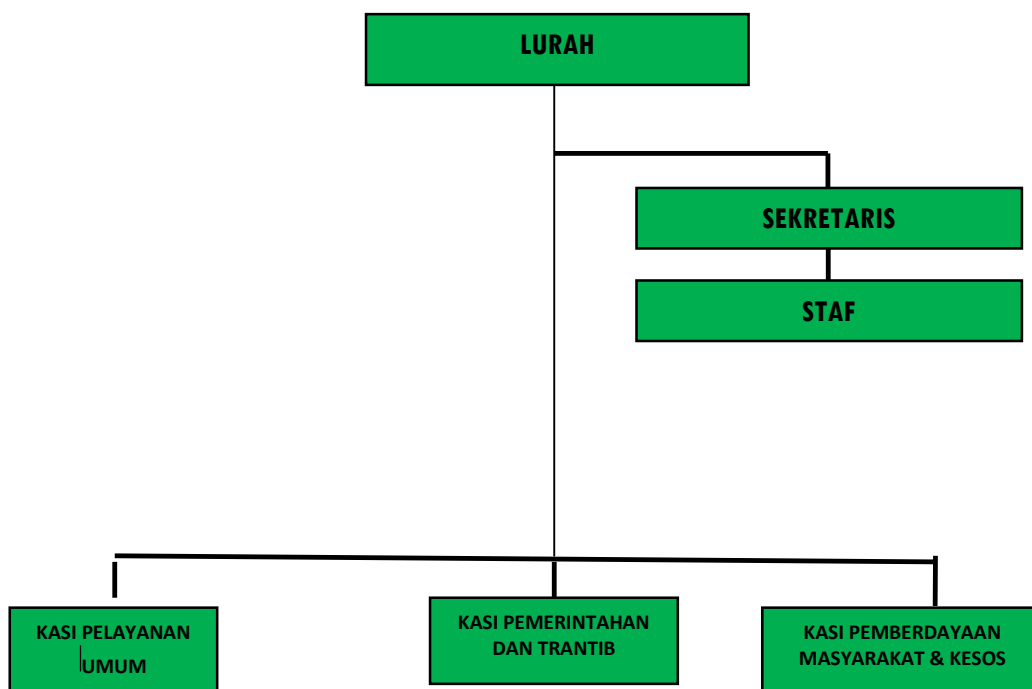 LURAH
SEKRETARIS
STAF
KASI PELAYANAN
UMUM
KASI PEMERINTAHAN
DAN TRANTIB
KASI PEMBERDAYAAN
MASYARAKAT & KESOS